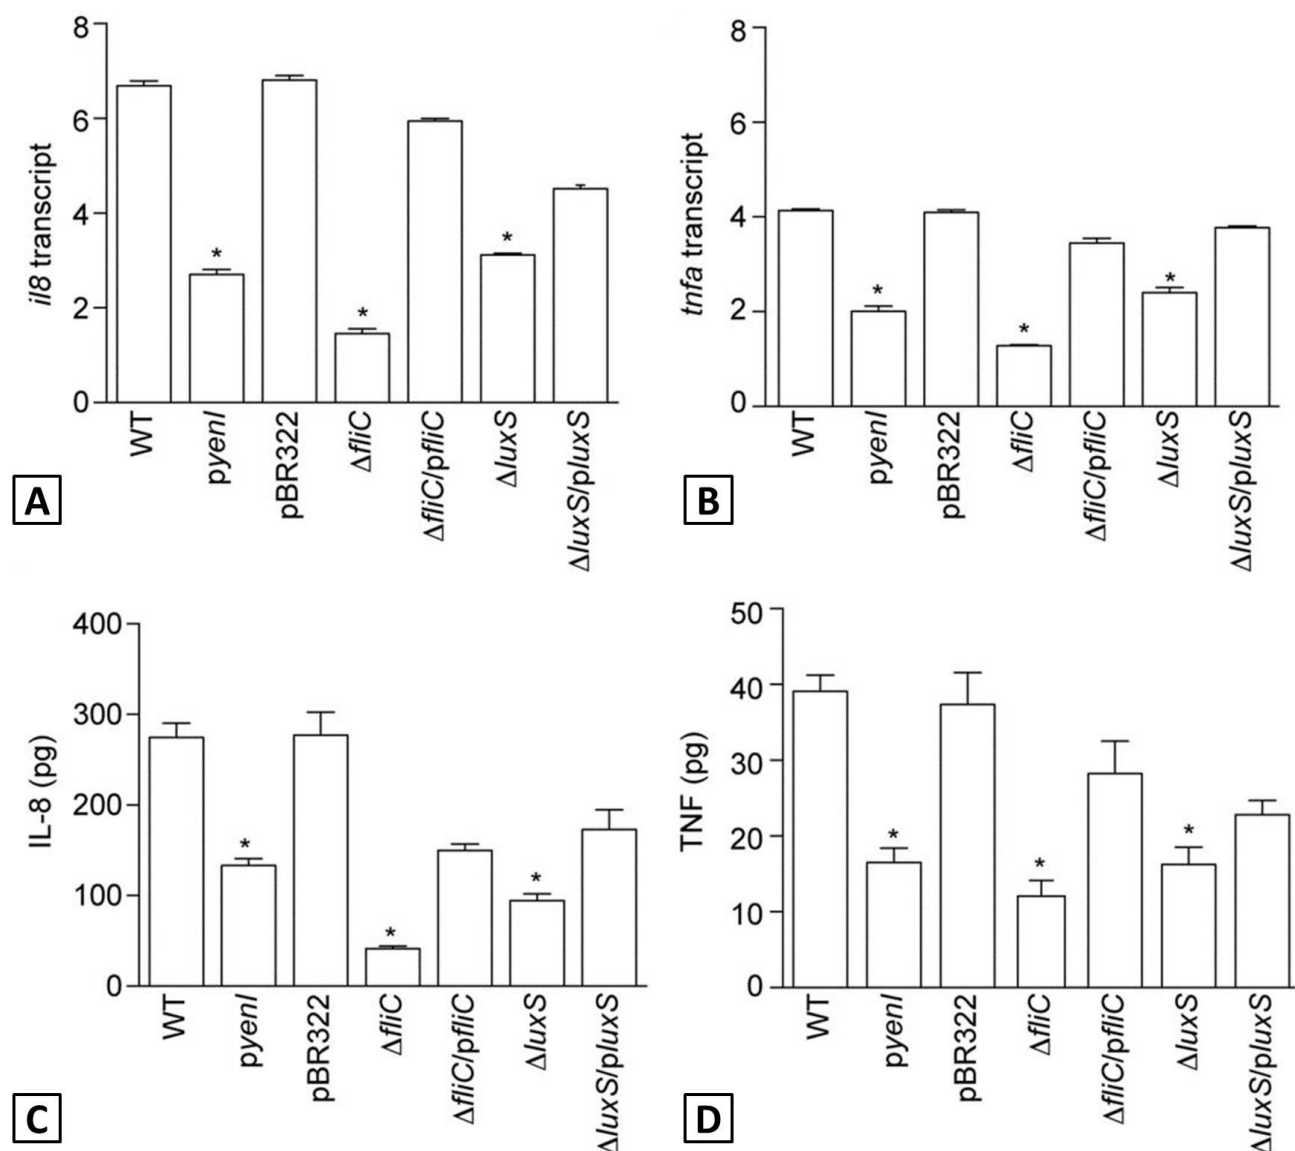 8
6
4
2
0
il8 transcript
*
*
*
WT
pyenI
pBR322
ΔfliC
ΔfliC/pfliC
ΔluxS
ΔluxS/pluxS
A
8
6
4
2
0
tnfa transcript
*
*
*
WT
pyenI
pBR322
ΔfliC
ΔfliC/pfliC
ΔluxS
ΔluxS/pluxS
B
400
300
200
100
0
IL-8 (pg)
*
*
*
WT
pyenI
pBR322
ΔfliC
ΔfliC/pfliC
ΔluxS
ΔluxS/pluxS
C
50
40
30
20
10
0
TNF (pg)
*
*
*
WT
pyenI
pBR322
ΔfliC
ΔfliC/pfliC
ΔluxS
ΔluxS/pluxS
D